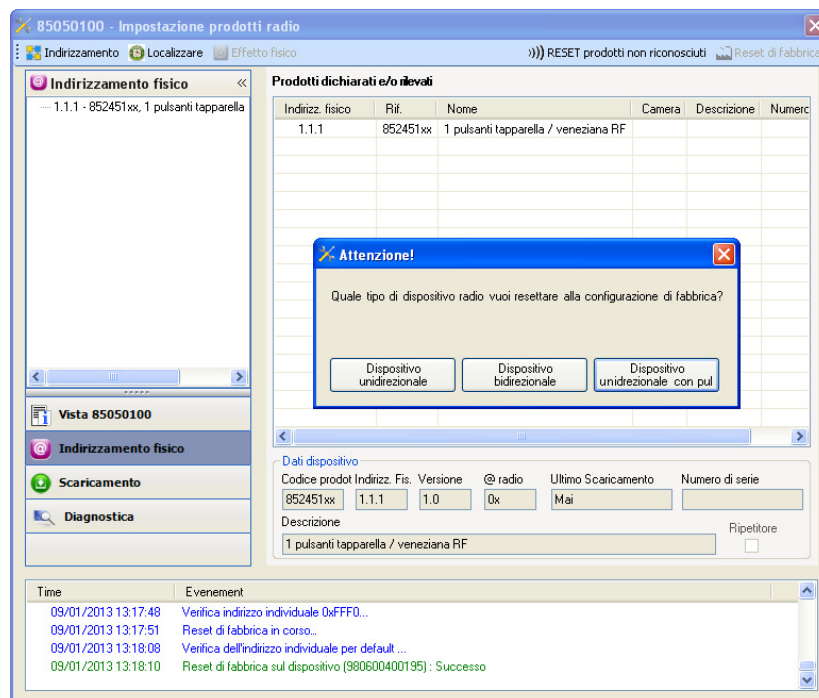 85050100 - Impostazione prodotti radio
Indirizzamento Localizzare Effetto fisico RESET prodotti non riconosciuti Reset di fabbrica
Indirizzamento fisico
1.1.1 - 852451xx, 1 pulsanti tapparella
Vista 85050100
Indirizzamento fisico
Scaricamento
Diagnostica
Prodotti dichiarati e/o rilevati
Indirizz. fisico Rif. Nome Camera Descrizione Numerc
1.1.1 852451xx 1 pulsanti tapparella / veneziana RF
Attenzione!
Quale tipo di dispositivo radio vuoi resettare alla configurazione di fabbrica?
Dispositivo
unidirezionale
Dispositivo
bidirezionale
Dispositivo
unidrezionale con pul
Dati dispositivo
Codice prodot Indirizz. Fis. Versione @ radio Ultimo Scaricamento Numero di serie
852451xx 1.1.1 1.0 0x Mai
Descrizione
Ripetitore
1 pulsanti tapparella / veneziana RF
Time Evenement
09/01/2013 13:17:48 Verifica indirizzo individuale 0xFFF0...
09/01/2013 13:17:51 Reset di fabbrica in corso...
09/01/2013 13:18:08 Verifica dell'indirizzo individuale per default ...
09/01/2013 13:18:10 Reset di fabbrica sul dispositivo (980600400195) : Successo